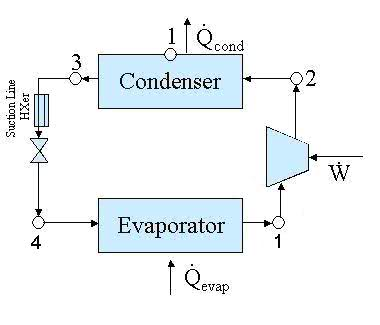 1
Q̇cond
3
Condenser
2
Suction Line
HXer
Ẇ
4
Evaporator
1
Q̇evap